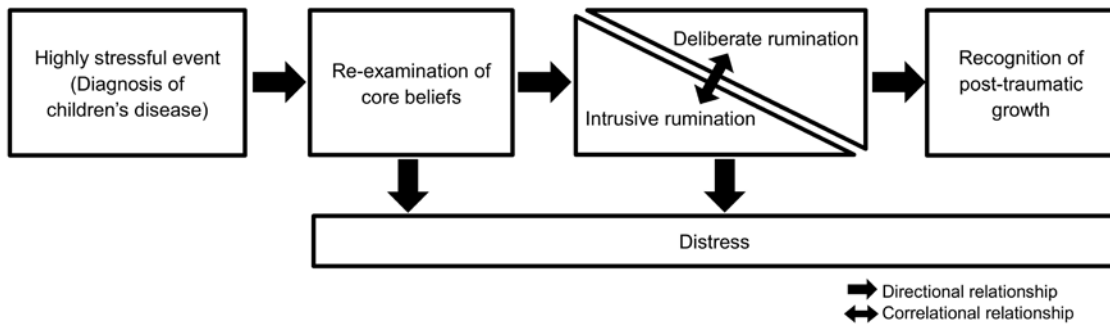 Highly stressful event
(Diagnosis of
children's disease)
Re-examination of
core beliefs
Deliberate rumination
Intrusive rumination
Recognition of
post-traumatic
growth
Distress
Directional relationship
Correlational relationship